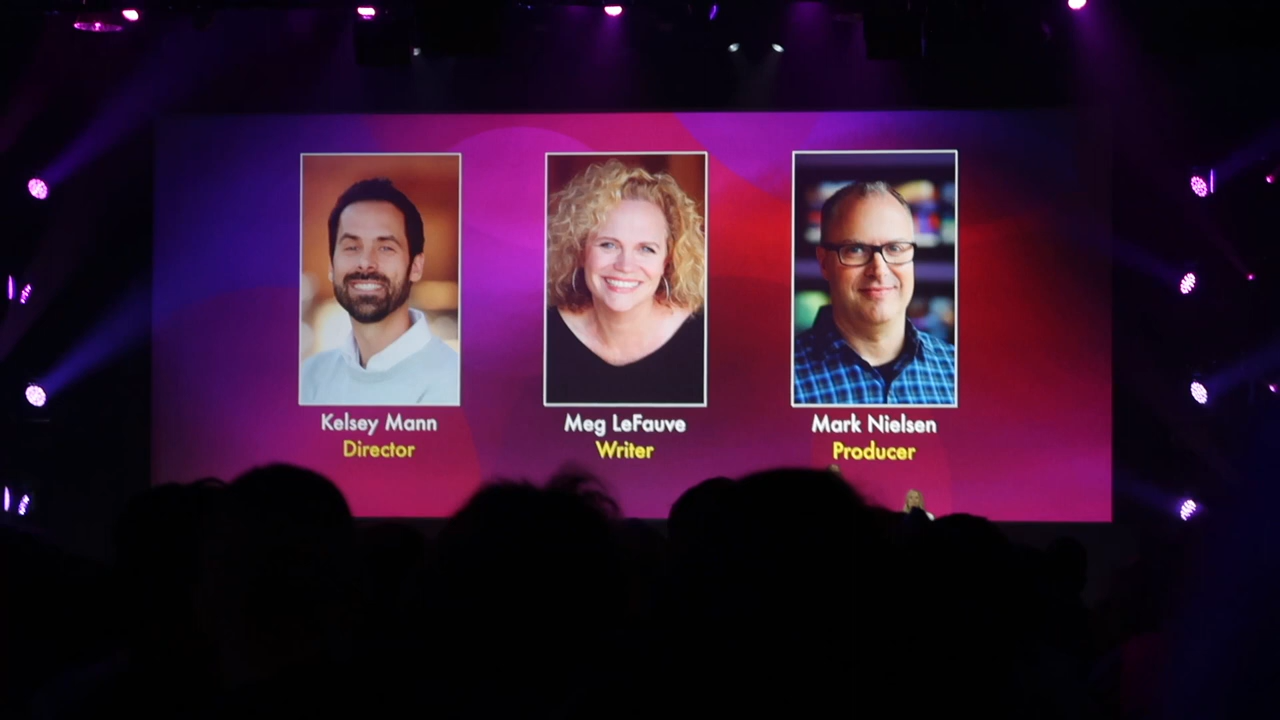 Kelsey Mann
Director
Meg LeFauve
Writer
Mark Nielsen
Producer